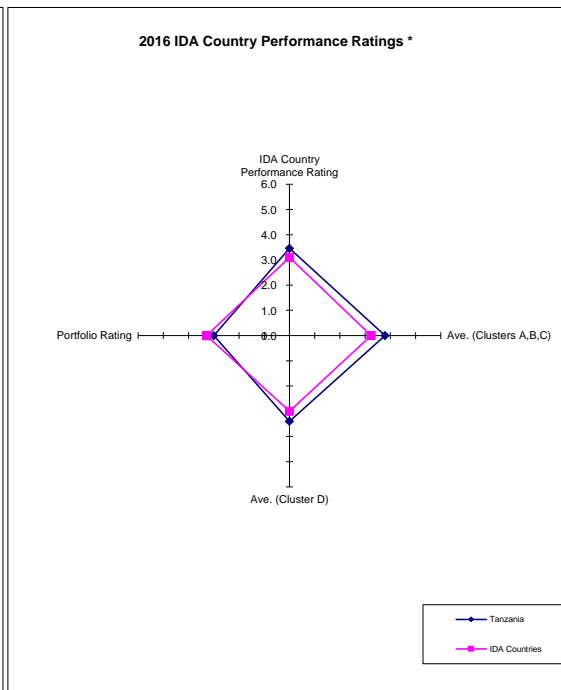 2016 IDA Country Performance Ratings *
IDA Country
Performance Rating
6.0
5.0
4.0
3.0
2.0
1.0
0.0
Portfolio Rating
Ave. (Clusters A,B,C)
Ave. (Cluster D)
Tanzania
IDA Countries